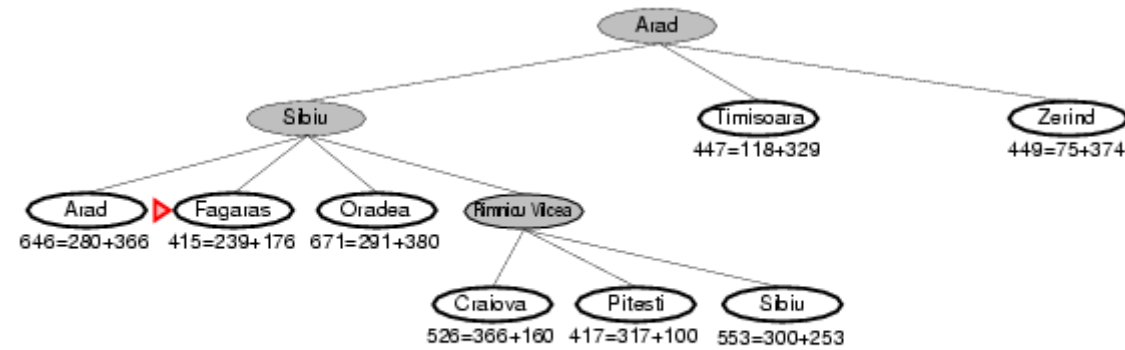 Arad
Sibiu
Timisoara
Zerind
447=118+329
449=75+374
Arad
Fagaras
Oradea
Rimnicu Vilcea
646=280+366
415=239+176
671=291+380
Craiova
Pitesti
Sibiu
526=366+160
417=317+100
553=300+253